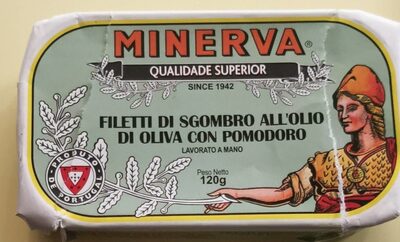 MINERVA®
QUALIDADE SUPERIOR
SINCE 1942
FILETTI DI SGOMBRO ALL'OLIO
DI OLIVA CON POMODORO
LAVORATO A MANO
Peso Netto
120g
PRODUTO
DE PORTUGAL